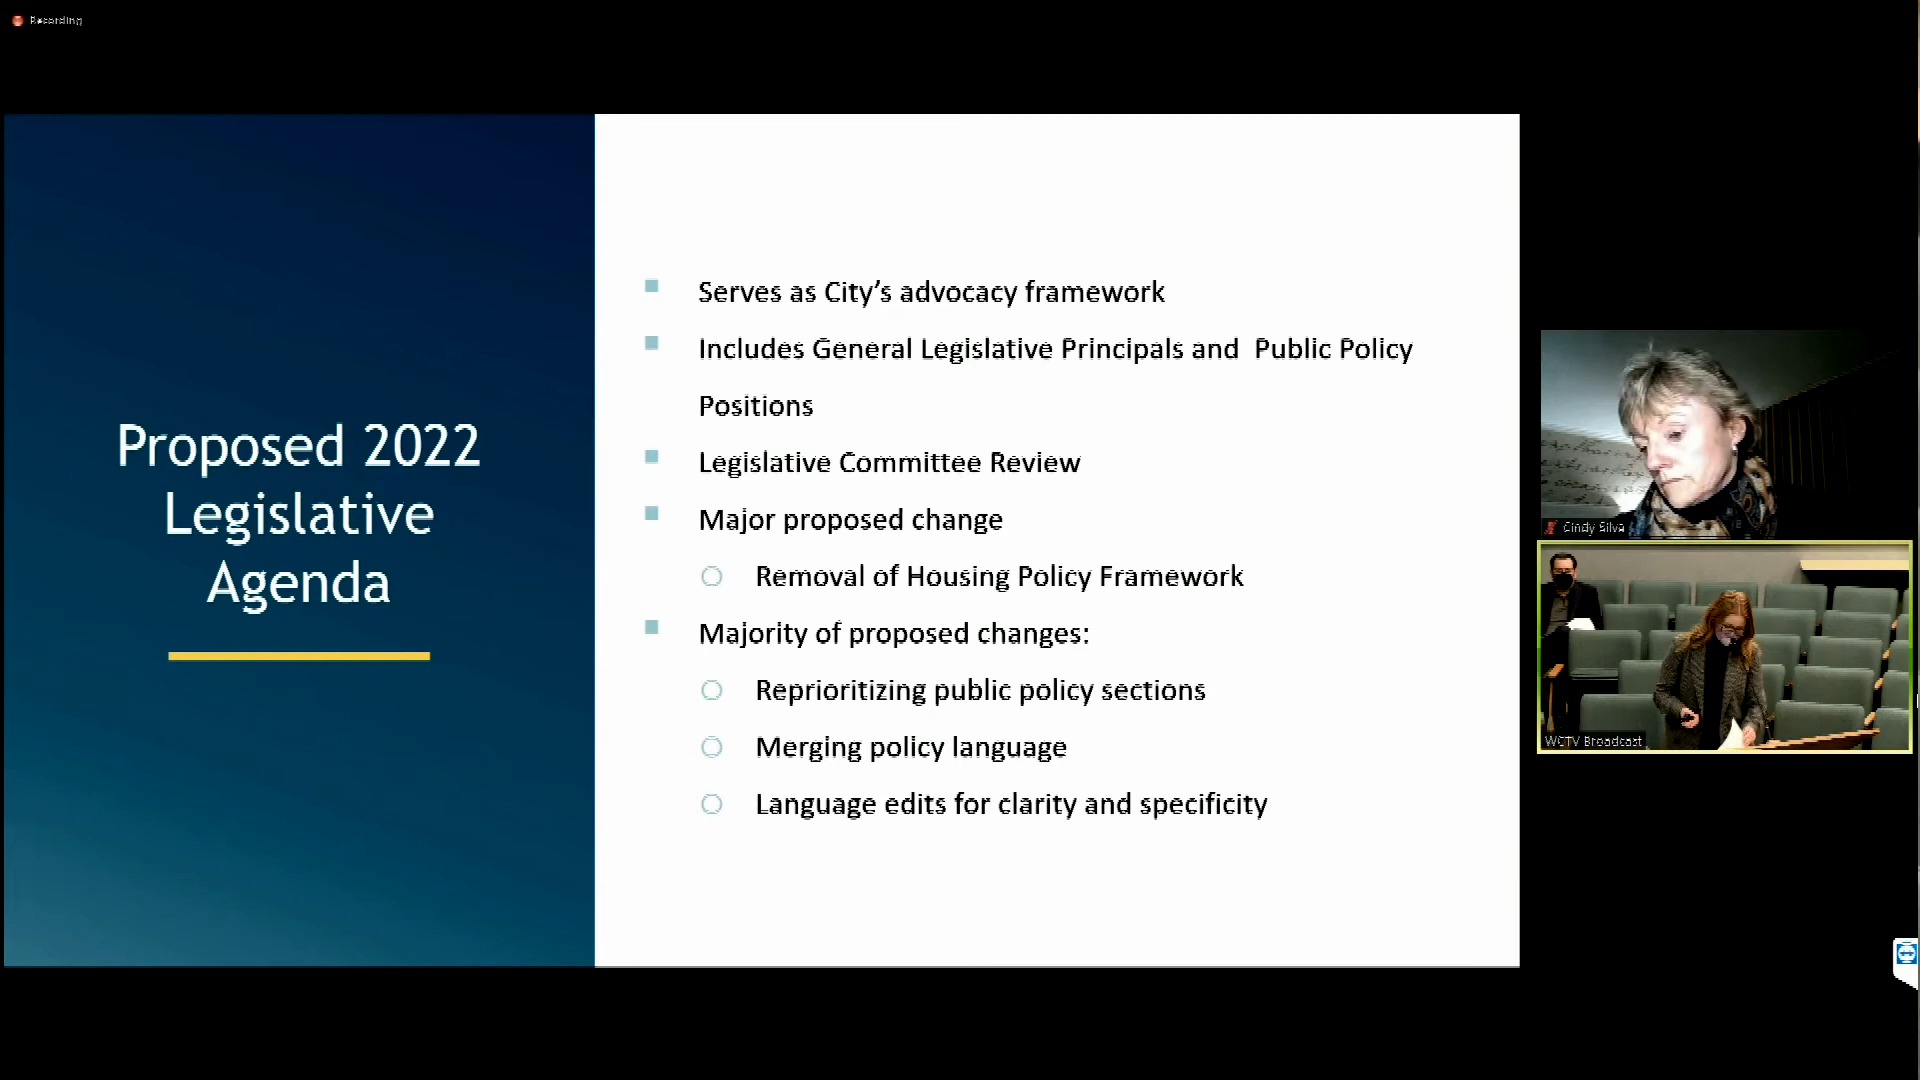 Recording
Proposed 2022
Legislative
Agenda
Serves as City's advocacy framework
Includes General Legislative Principals and Public Policy
Positions
Legislative Committee Review
Major proposed change
Removal of Housing Policy Framework
Majority of proposed changes:
Reprioritizing public policy sections
Merging policy language
Language edits for clarity and specificity
Cindy Silva
WCTV Broadcast